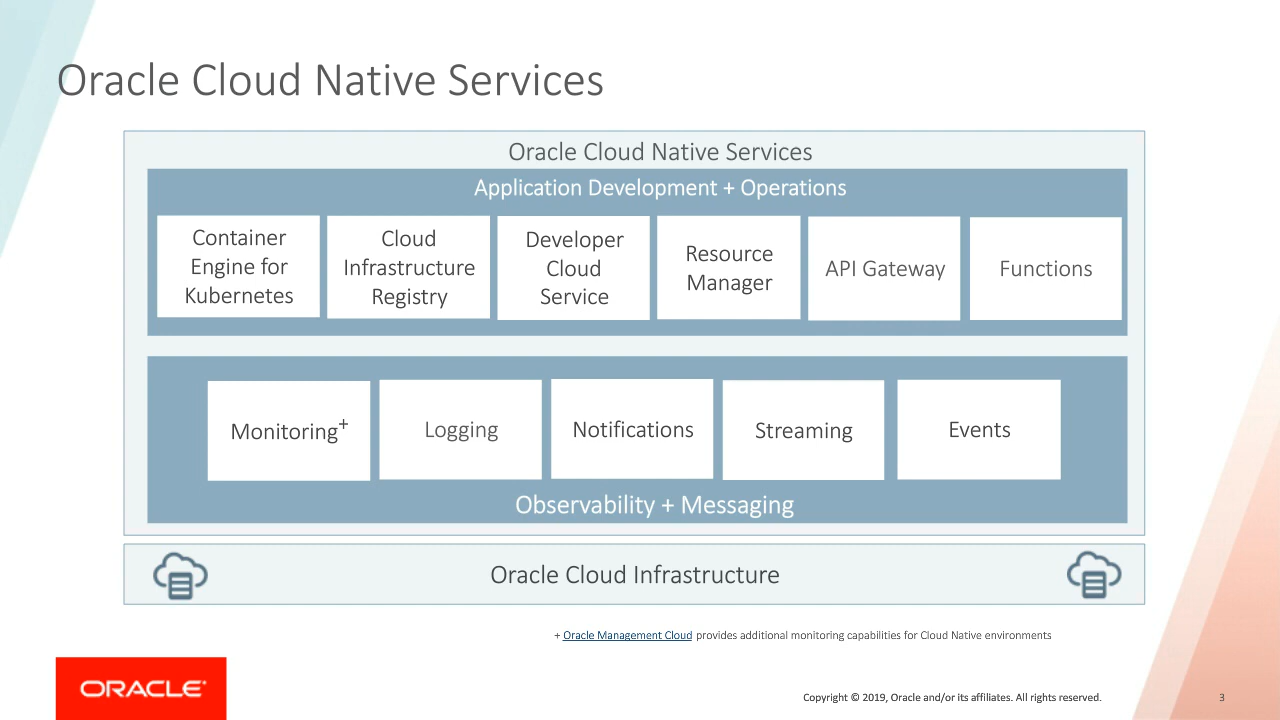 Oracle Cloud Native Services
Oracle Cloud Native Services
Application Development + Operations
Container
Engine for
Kubernetes
Cloud
Infrastructure
Registry
Developer
Cloud
Service
Resource
Manager
API Gateway
Functions
Monitoring+
Logging
Notifications
Streaming
Events
Observability + Messaging
Oracle Cloud Infrastructure
+ Oracle Management Cloud provides additional monitoring capabilities for Cloud Native environments
ORACLE
Copyright © 2019, Oracle and/or its affiliates. All rights reserved.
3